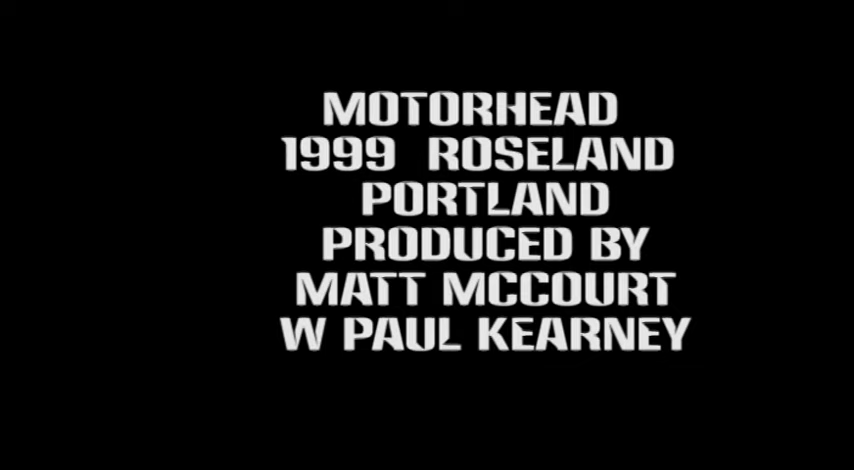 MOTORHEAD
1999 ROSELAND
PORTLAND
PRODUCED BY
MATT MCCOURT
W PAUL KEARNEY